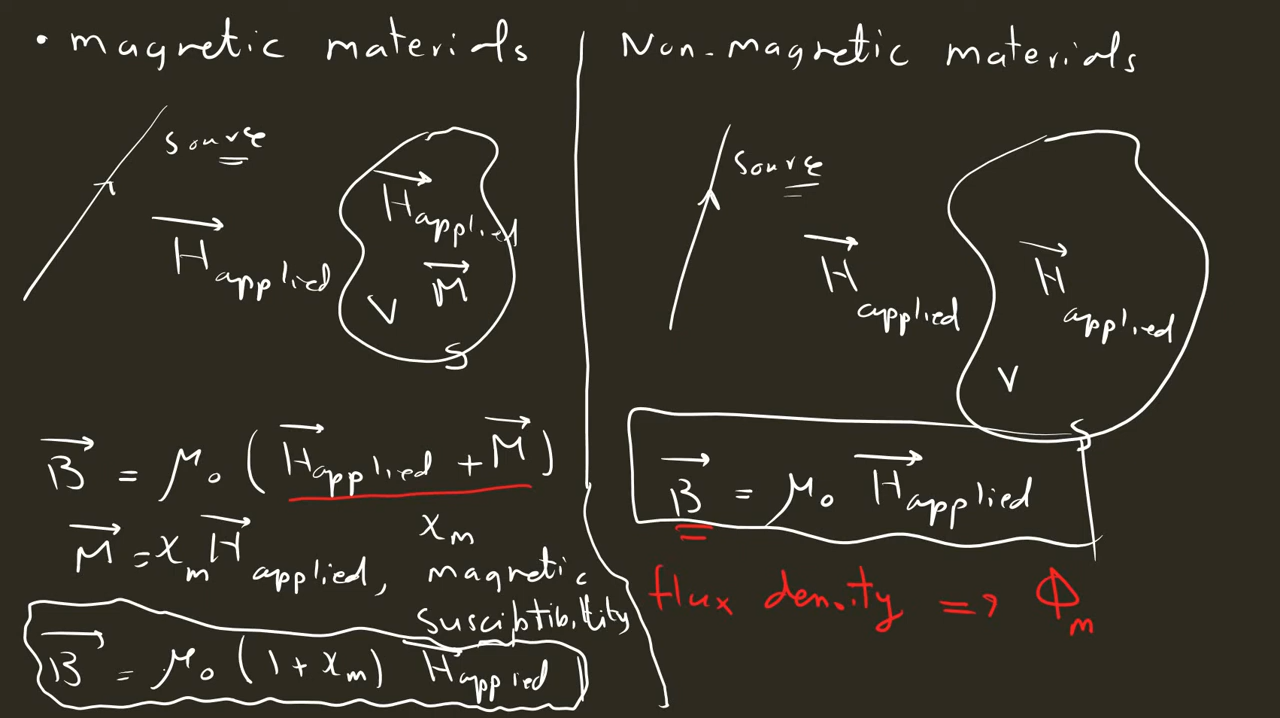 • magnetic materials
source
H⃗applied
H⃗applied
M⃗
V
S
B⃗ = μ₀ (H⃗applied + M⃗)
M⃗ = χₘ H⃗applied, χₘ
magnetic
susciptibility
B⃗ = μ₀ (1 + χₘ) H⃗applied
Non-magnetic materials
source
H⃗applied
H⃗applied
V
S
B⃗ = μ₀ H⃗applied
flux density ⇒ Φₘ